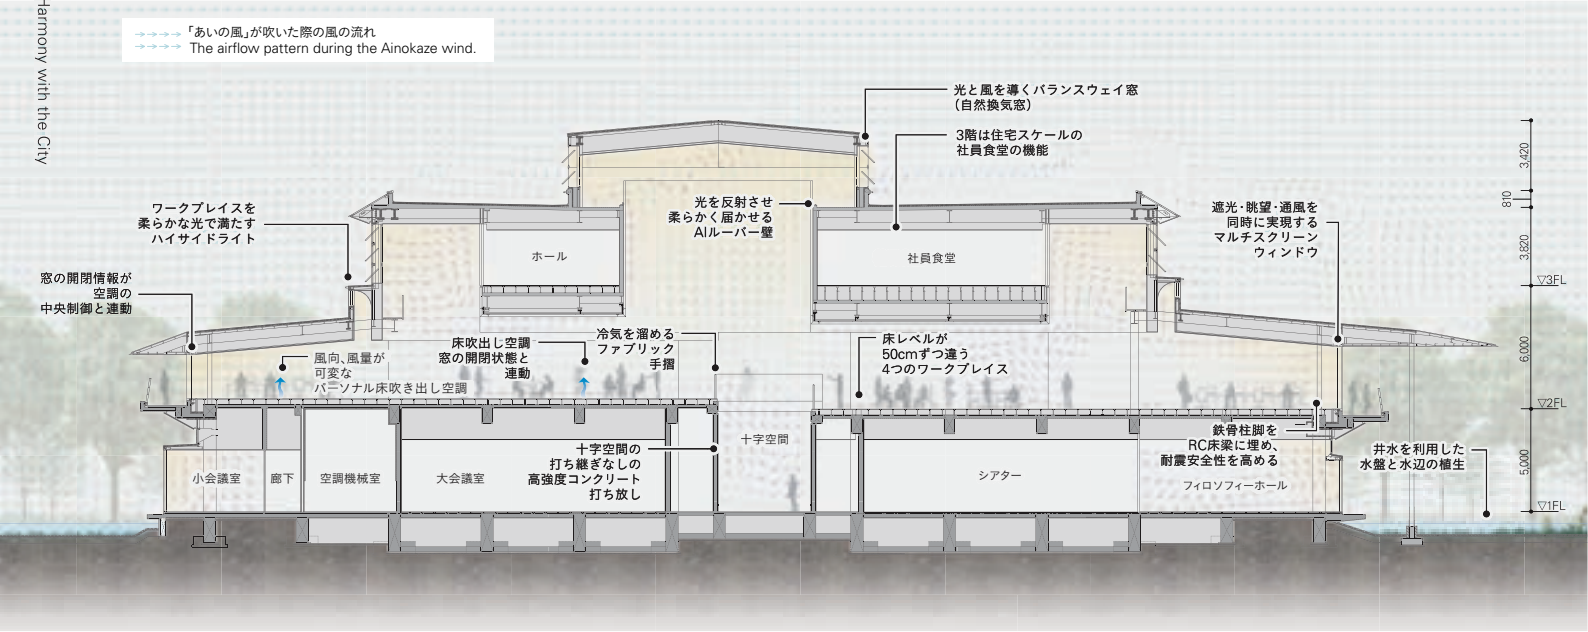 Harmony with the City
「あいの風」が吹いた際の風の流れ
The airflow pattern during the Ainokaze wind.
光と風を導くバランスウェイ窓
(自然換気窓)
3階は住宅スケールの
社員食堂の機能
光を反射させ
柔らかく届かせる
AIルーバー壁
ワークプレイスを
柔らかな光で満たす
ハイサイドライト
遮光・眺望・通風を
同時に実現する
マルチスクリーン
ウィンドウ
窓の開閉情報が
空調の
中央制御と連動
ホール
社員食堂
風向、風量が
可変な
パーソナル床吹き出し空調
床吹出し空調
窓の開閉状態と
連動
冷気を溜める
ファブリック
手摺
床レベルが
50cmずつ違う
4つのワークプレイス
小会議室
廊下
空調機械室
大会議室
十字空間の
打ち継ぎなしの
高強度コンクリート
打ち放し
十字空間
シアター
鉄骨柱脚を
RC床梁に埋め、
耐震安全性を高める
フィロソフィーホール
井水を利用した
水盤と水辺の植生
3,420
810
3,820
▽3FL
6,000
▽2FL
5,000
▽1FL